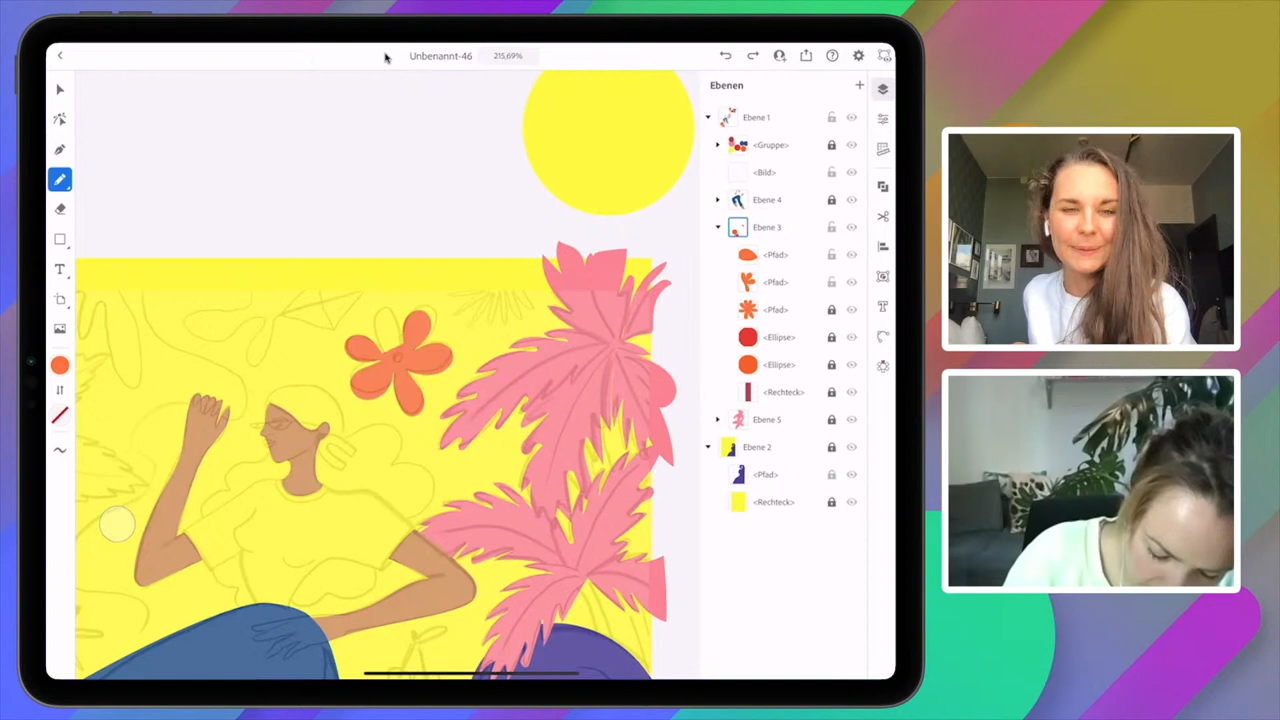 Unbenannt-46 215,69%
Ebenen
Ebene 1
<Gruppe>
<Bild>
Ebene 4
Ebene 3
<Pfad>
<Pfad>
<Pfad>
<Ellipse>
<Ellipse>
<Rechteck>
Ebene 5
Ebene 2
<Pfad>
<Rechteck>